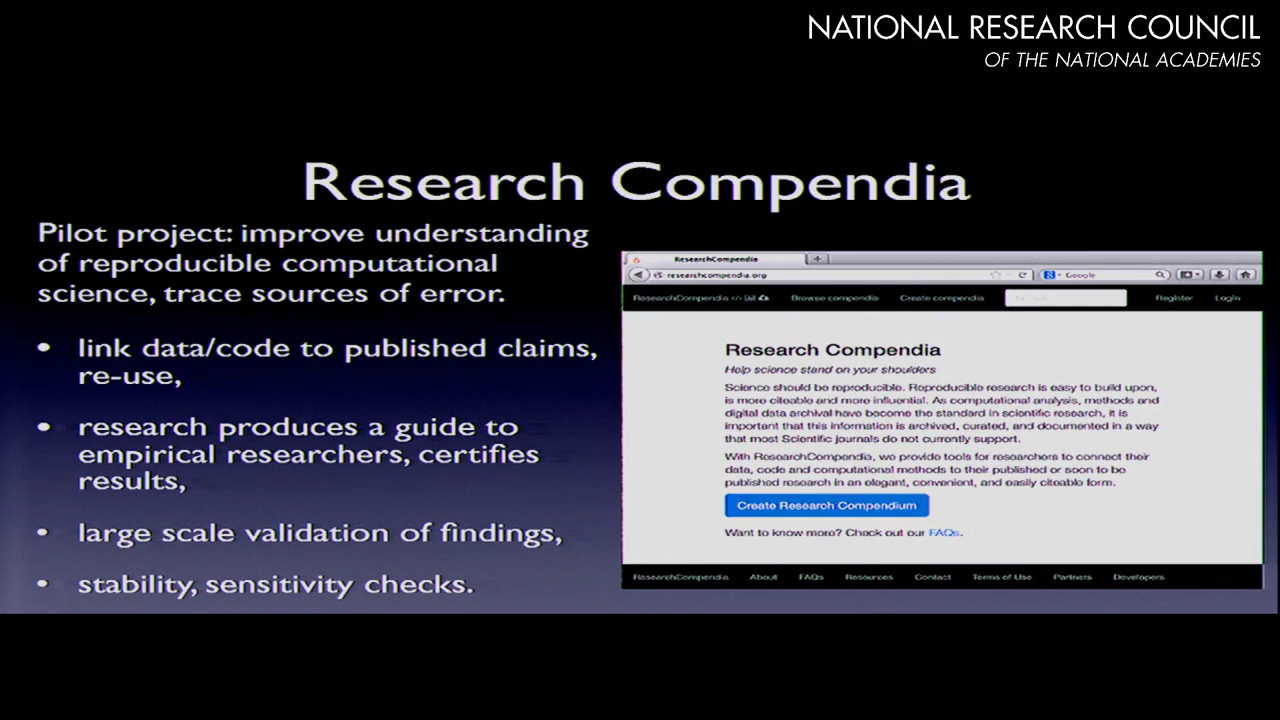 NATIONAL RESEARCH COUNCIL
OF THE NATIONAL ACADEMIES
Research Compendia
Pilot project: improve understanding
of reproducible computational
science, trace sources of error.
• link data/code to published claims,
re-use,
• research produces a guide to
empirical researchers, certifies
results,
• large scale validation of findings,
• stability, sensitivity checks.
ResearchCompendia
researchcompendia.org
Google
ResearchCompendia Browse compendia Create compendia Register Login
Research Compendia
Help science stand on your shoulders
Science should be reproducible. Reproducible research is easy to build upon,
is more citeable and more influential. As computational analysis, methods and
digital data archival have become the standard in scientific research, it is
important that this information is archived, curated, and documented in a way
that most Scientific journals do not currently support.
With ResearchCompendia, we provide tools for researchers to connect their
data, code and computational methods to their published or soon to be
published research in an elegant, convenient, and easily citeable form.
Create Research Compendium
Want to know more? Check out our FAQs.
ResearchCompendia About FAQs Resources Contact Terms of Use Partners Developers